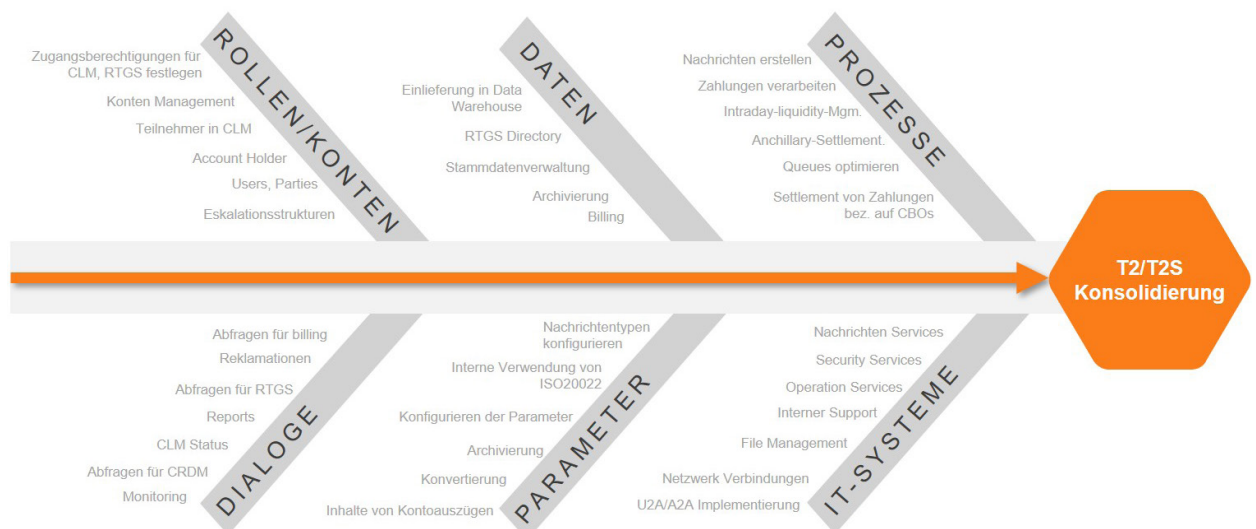 ROLLEN/KONTEN
Zugangsberechtigungen für
CLM, RTGS festlegen
Konten Management
Teilnehmer in CLM
Account Holder
Users, Parties
Eskalationsstrukturen
DATEN
Einlieferung in Data
Warehouse
RTGS Directory
Stammdatenverwaltung
Archivierung
Billing
PROZESSE
Nachrichten erstellen
Zahlungen verarbeiten
Intraday-liquidity-Mgm.
Anchillary-Settlement.
Queues optimieren
Settlement von Zahlungen
bez. auf CBOs
T2/T2S
Konsolidierung
Abfragen für billing
Reklamationen
Abfragen für RTGS
Reports
CLM Status
Abfragen für CRDM
Monitoring
DIALOGE
Nachrichtentypen
konfigurieren
Interne Verwendung von
ISO20022
Konfigurieren der Parameter
Archivierung
Konvertierung
Inhalte von Kontoauszügen
PARAMETER
Nachrichten Services
Security Services
Operation Services
Interner Support
File Management
Netzwerk Verbindungen
U2A/A2A Implementierung
IT-SYSTEME